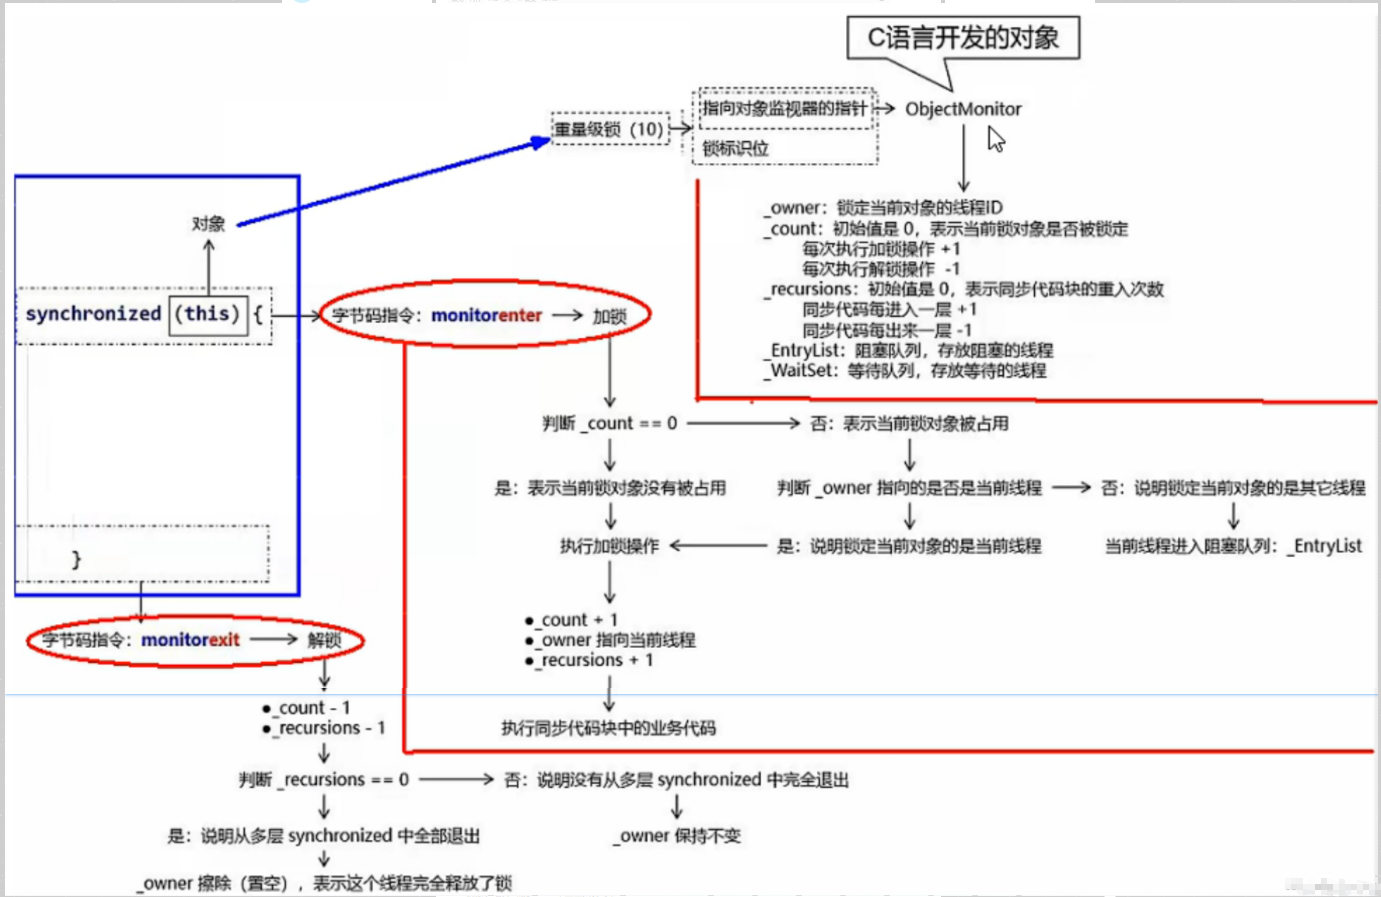 C语言开发的对象
指向对象监视器的指针
ObjectMonitor
重量级锁（10）
锁标识位
对象
_owner：锁定当前对象的线程ID
_count：初始值是 0，表示当前锁对象是否被锁定
每次执行加锁操作 +1
每次执行解锁操作 -1
_recursions：初始值是 0，表示同步代码块的重入次数
同步代码每进入一层 +1
同步代码每出来一层 -1
_EntryList：阻塞队列，存放阻塞的线程
_WaitSet：等待队列，存放等待的线程
synchronized (this) {
字节码指令：monitorenter
加锁
判断 _count == 0
否：表示当前锁对象被占用
是：表示当前锁对象没有被占用
判断 _owner 指向的是否是当前线程
否：说明锁定当前对象的是其它线程
执行加锁操作
是：说明锁定当前对象的是当前线程
当前线程进入阻塞队列：_EntryList
}
●_count + 1
●_owner 指向当前线程
●_recursions + 1
字节码指令：monitorexit
解锁
●_count - 1
●_recursions - 1
执行同步代码块中的业务代码
判断 _recursions == 0
否：说明没有从多层 synchronized 中完全退出
是：说明从多层 synchronized 中全部退出
_owner 保持不变
_owner 擦除（置空），表示这个线程完全释放了锁